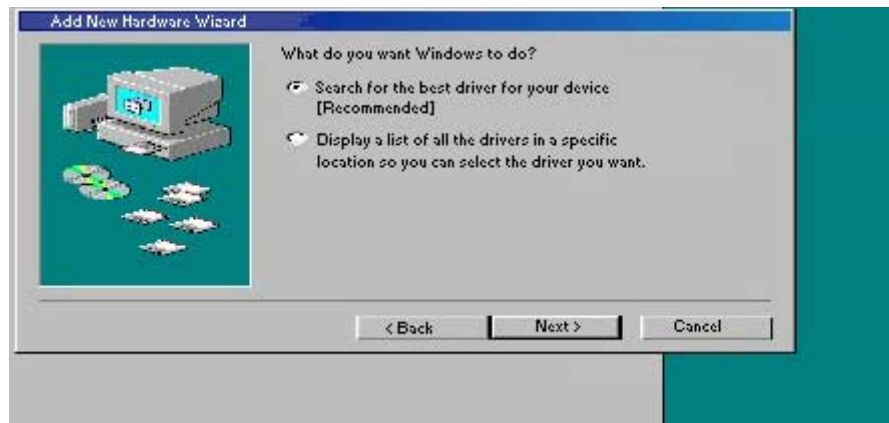 Add New Hardware Wizard
What do you want Windows to do?
Search for the best driver for your device
[Recommended]
Display a list of all the drivers in a specific
location so you can select the driver you want.
< Back
Next >
Cancel